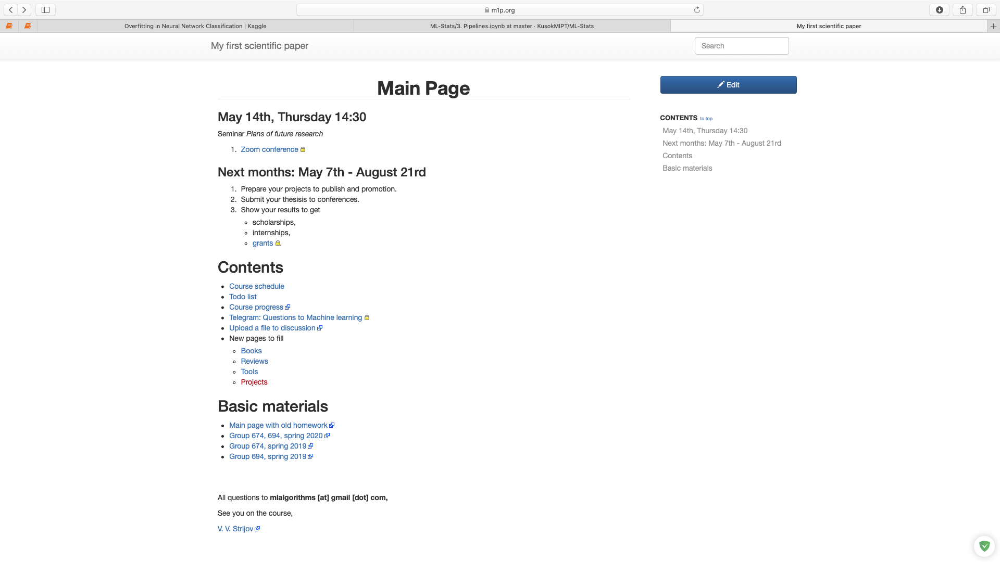 m1p.org
Overfitting in Neural Network Classification | Kaggle
ML-Stats/3. Pipelines.ipynb at master · KusokMIPT/ML-Stats
My first scientific paper
My first scientific paper
Search
Main Page
Edit
May 14th, Thursday 14:30
Seminar Plans of future research
1. Zoom conference
Next months: May 7th - August 21rd
1. Prepare your projects to publish and promotion.
2. Submit your thesisis to conferences.
3. Show your results to get
scholarships,
internships,
grants .
Contents
Course schedule
Todo list
Course progress
Telegram: Questions to Machine learning
Upload a file to discussion
New pages to fill
Books
Reviews
Tools
Projects
Basic materials
Main page with old homework
Group 674, 694, spring 2020
Group 674, spring 2019
Group 694, spring 2019
All questions to mlalgorithms [at] gmail [dot] com,
See you on the course,
V. V. Strijov
CONTENTS to top
May 14th, Thursday 14:30
Next months: May 7th - August 21rd
Contents
Basic materials